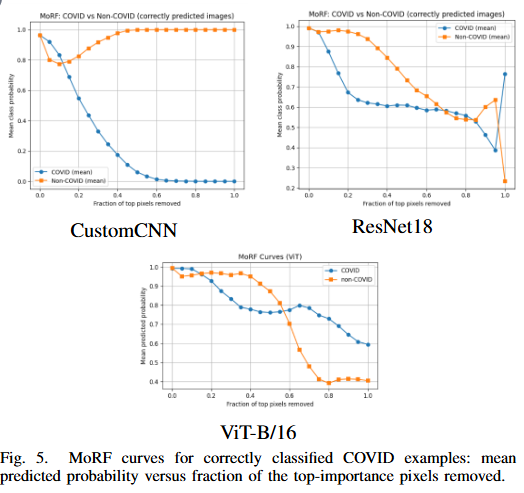 MoRF: COVID vs Non-COVID (correctly predicted images)
Mean class probability
1.0
0.8
0.6
0.4
0.2
0.0
COVID (mean)
Non-COVID (mean)
0.0 0.2 0.4 0.6 0.8 1.0
Fraction of top pixels removed
CustomCNN
MoRF: COVID vs Non-COVID (correctly predicted images)
Mean class probability
1.0
0.9
0.8
0.7
0.6
0.5
0.4
0.3
0.2
COVID (mean)
Non-COVID (mean)
0.0 0.2 0.4 0.6 0.8 1.0
Fraction of top pixels removed
ResNet18
MoRF Curves (ViT)
Mean predicted probability
1.0
0.9
0.8
0.7
0.6
0.5
0.4
COVID
non-COVID
0.0 0.2 0.4 0.6 0.8 1.0
Fraction of top pixels removed
ViT-B/16
Fig. 5. MoRF curves for correctly classified COVID examples: mean
predicted probability versus fraction of the top-importance pixels removed.